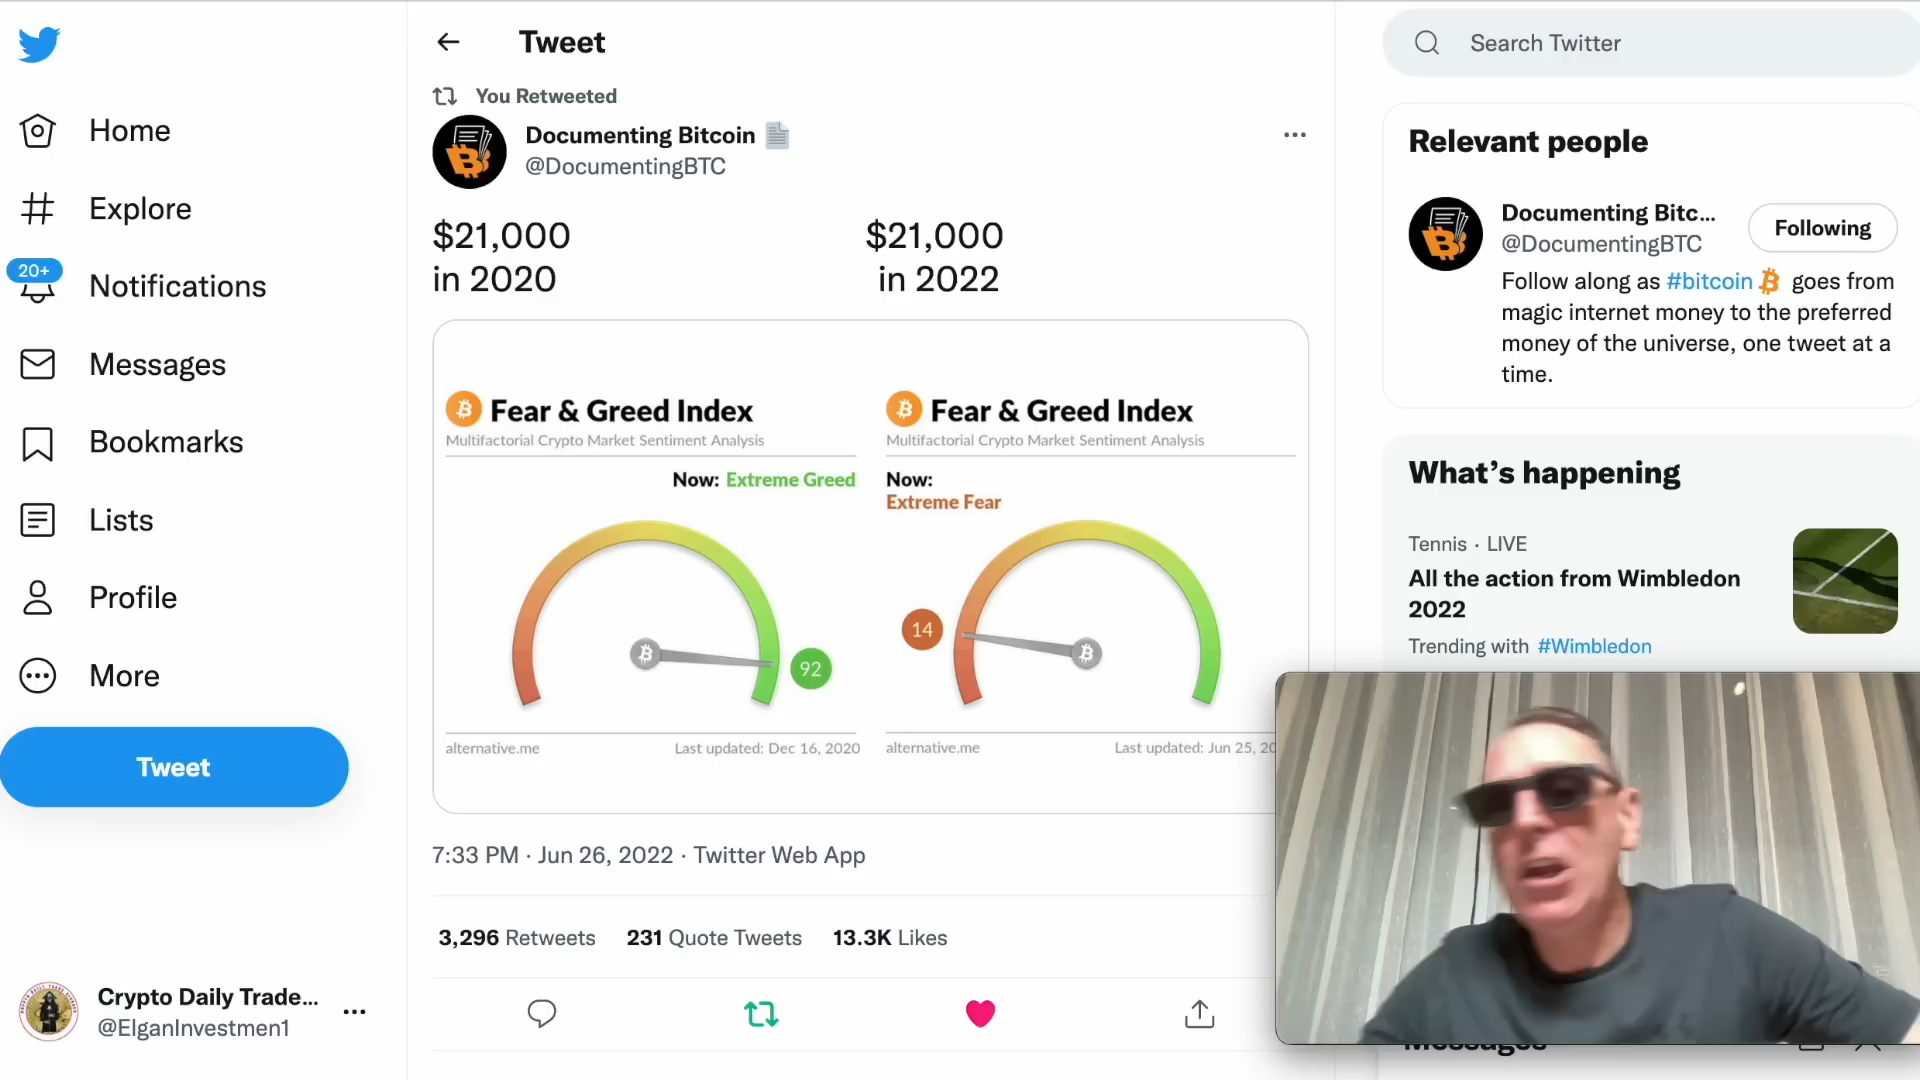 Home
Explore
20+
Notifications
Messages
Bookmarks
Lists
Profile
More
Tweet
Crypto Daily Trade...
@ElganInvestmen1
Tweet
You Retweeted
Documenting Bitcoin
@DocumentingBTC
$21,000 $21,000
in 2020 in 2022
Fear & Greed Index
Multifactorial Crypto Market Sentiment Analysis
Now: Extreme Greed
92
alternative.me Last updated: Dec 16, 2020
Fear & Greed Index
Multifactorial Crypto Market Sentiment Analysis
Now:
Extreme Fear
14
alternative.me Last updated: Jun 25, 20
7:33 PM · Jun 26, 2022 · Twitter Web App
3,296 Retweets 231 Quote Tweets 13.3K Likes
Search Twitter
Relevant people
Documenting Bitc...
@DocumentingBTC
Following
Follow along as #bitcoin goes from
magic internet money to the preferred
money of the universe, one tweet at a
time.
What's happening
Tennis · LIVE
All the action from Wimbledon
2022
Trending with #Wimbledon
Messages